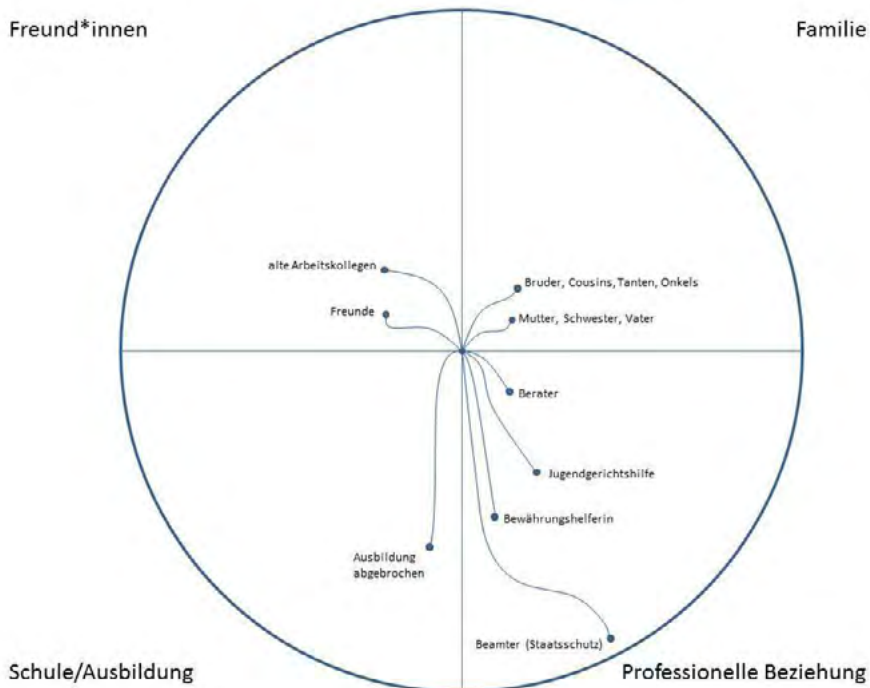 Freund*innen
Familie
alte Arbeitskollegen
Bruder, Cousins, Tanten, Onkels
Freunde
Mutter, Schwester, Vater
Berater
Jugendgerichtshilfe
Bewährungshelferin
Ausbildung
abgebrochen
Beamter (Staatsschutz)
Schule/Ausbildung
Professionelle Beziehung